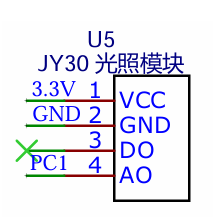 U5
JY30 光照模块
3.3V 1 VCC
GND 2 GND
3 DO
PC1 4 AO